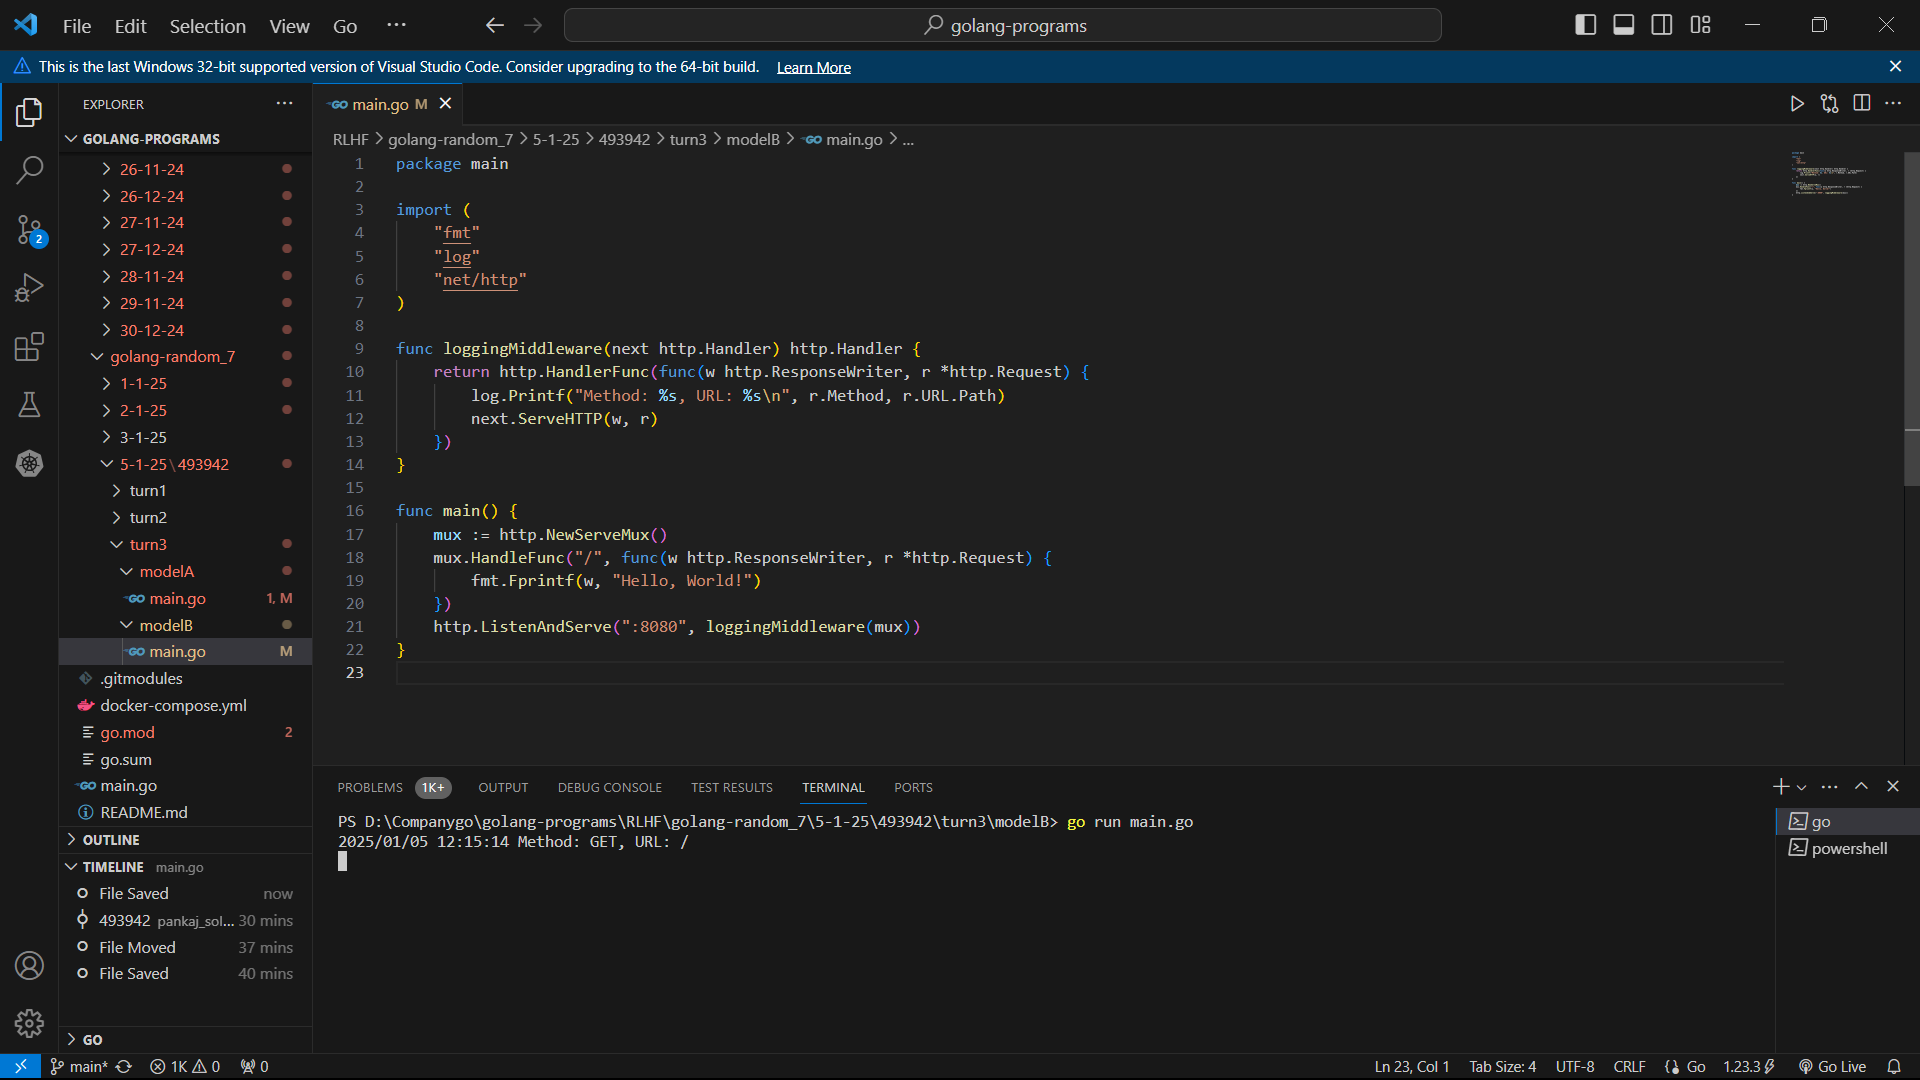 File Edit Selection View Go ···
golang-programs
This is the last Windows 32-bit supported version of Visual Studio Code. Consider upgrading to the 64-bit build. Learn More
EXPLORER
GOLANG-PROGRAMS
26-11-24
26-12-24
27-11-24
27-12-24
28-11-24
29-11-24
30-12-24
golang-random_7
1-1-25
2-1-25
3-1-25
5-1-25\493942
turn1
turn2
turn3
modelA
main.go 1, M
modelB
main.go M
.gitmodules
docker-compose.yml
go.mod 2
go.sum
main.go
README.md
OUTLINE
TIMELINE main.go
File Saved now
493942 pankaj_sol... 30 mins
File Moved 37 mins
File Saved 40 mins
GO
2
main.go M
RLHF > golang-random_7 > 5-1-25 > 493942 > turn3 > modelB > main.go > ...
1 package main
2
3 import (
4 "fmt"
5 "log"
6 "net/http"
7 )
8
9 func loggingMiddleware(next http.Handler) http.Handler {
10 return http.HandlerFunc(func(w http.ResponseWriter, r *http.Request) {
11 log.Printf("Method: %s, URL: %s\n", r.Method, r.URL.Path)
12 next.ServeHTTP(w, r)
13 })
14 }
15
16 func main() {
17 mux := http.NewServeMux()
18 mux.HandleFunc("/", func(w http.ResponseWriter, r *http.Request) {
19 fmt.Fprintf(w, "Hello, World!")
20 })
21 http.ListenAndServe(":8080", loggingMiddleware(mux))
22 }
23
PROBLEMS 1K+ OUTPUT DEBUG CONSOLE TEST RESULTS TERMINAL PORTS
PS D:\Companygo\golang-programs\RLHF\golang-random_7\5-1-25\493942\turn3\modelB> go run main.go
2025/01/05 12:15:14 Method: GET, URL: /
go
powershell
main* 1K 0 0 Ln 23, Col 1 Tab Size: 4 UTF-8 CRLF Go 1.23.3 Go Live